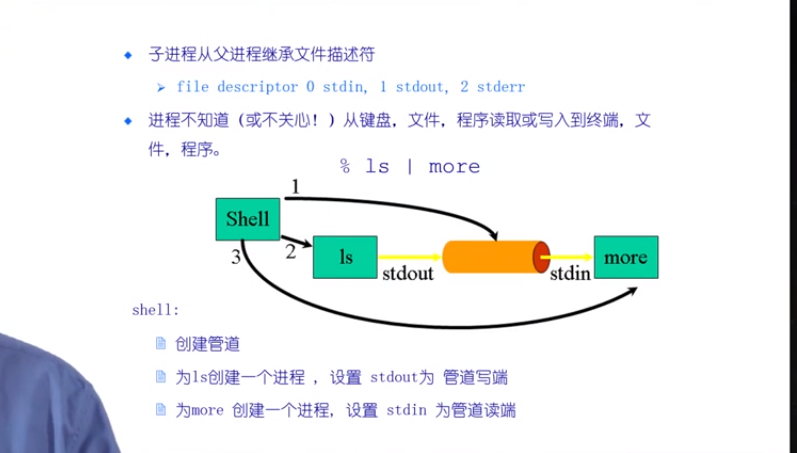 子进程从父进程继承文件描述符
file descriptor 0 stdin, 1 stdout, 2 stderr
进程不知道（或不关心！）从键盘，文件，程序读取或写入到终端，文
件，程序。
% ls | more
1
Shell
3
2
ls
stdout
stdin
more
shell:
创建管道
为ls创建一个进程 ，设置 stdout为 管道写端
为more 创建一个进程，设置 stdin 为管道读端